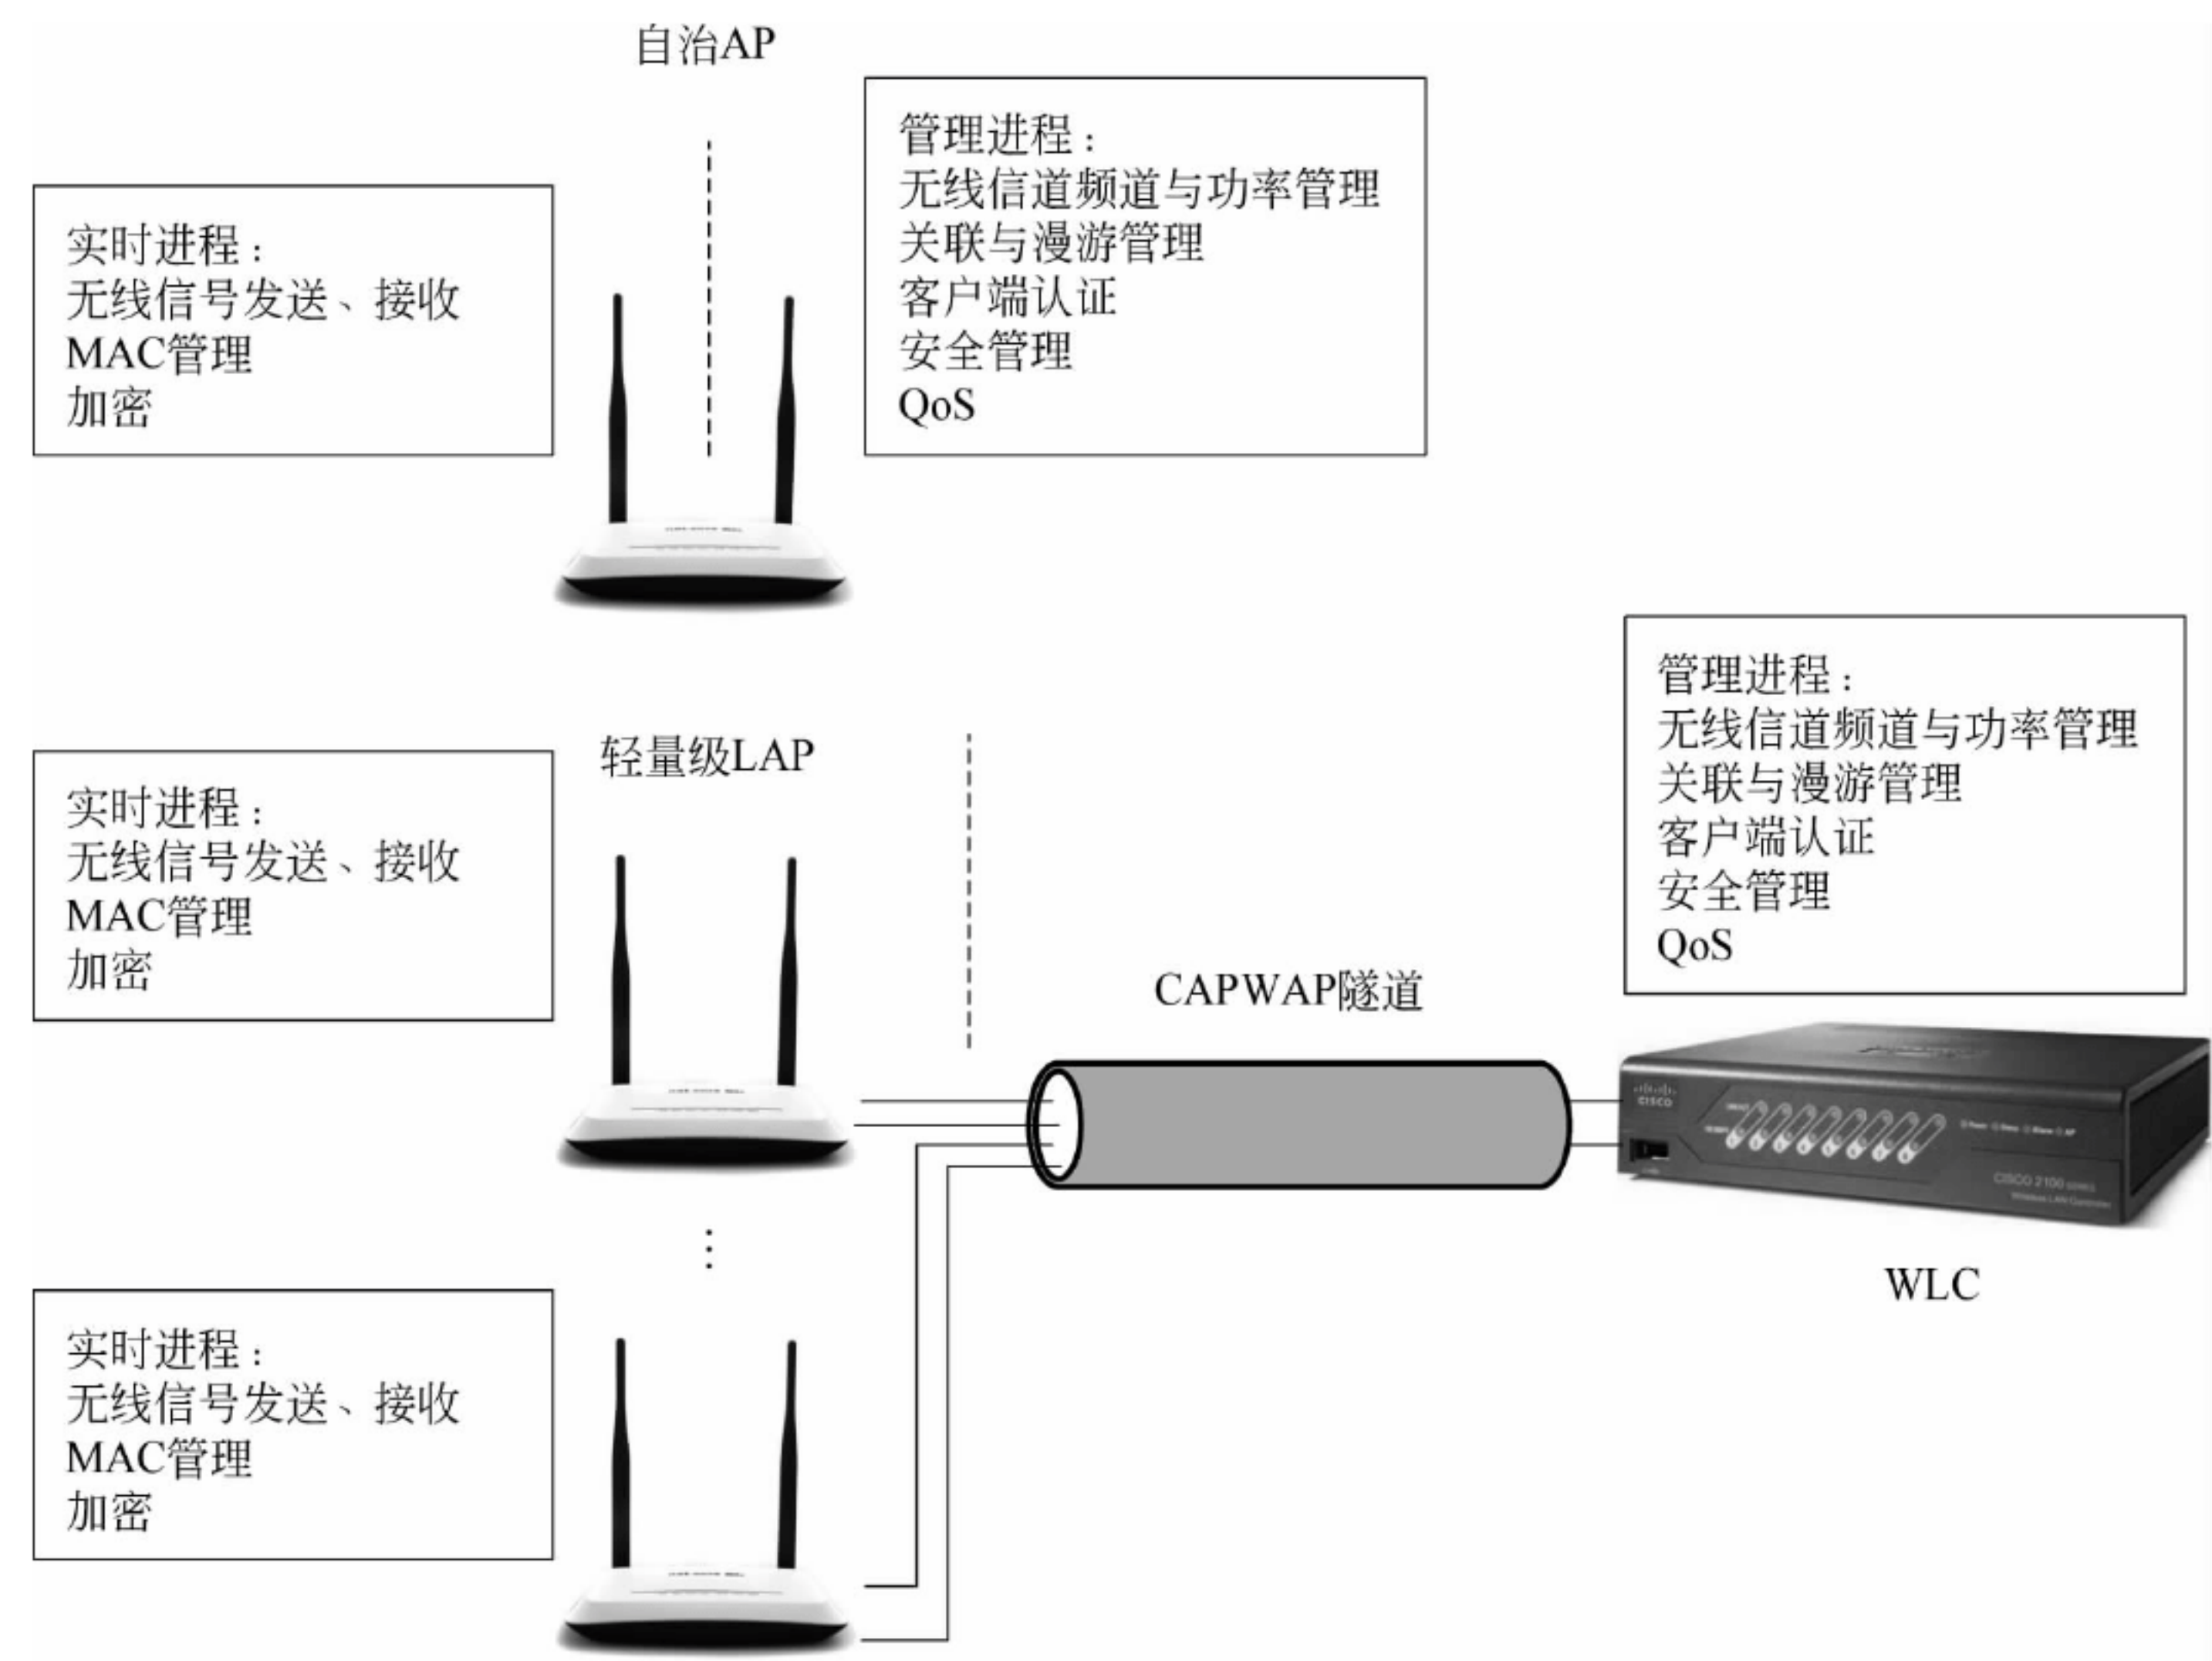 自治AP
管理进程：
无线信道频道与功率管理
关联与漫游管理
客户端认证
安全管理
QoS
实时进程：
无线信号发送、接收
MAC管理
加密
管理进程：
无线信道频道与功率管理
关联与漫游管理
客户端认证
安全管理
QoS
轻量级LAP
实时进程：
无线信号发送、接收
MAC管理
加密
CAPWAP隧道
CISCO
CISCO 2100 SERIES
Wireless LAN Controller
WLC
实时进程：
无线信号发送、接收
MAC管理
加密